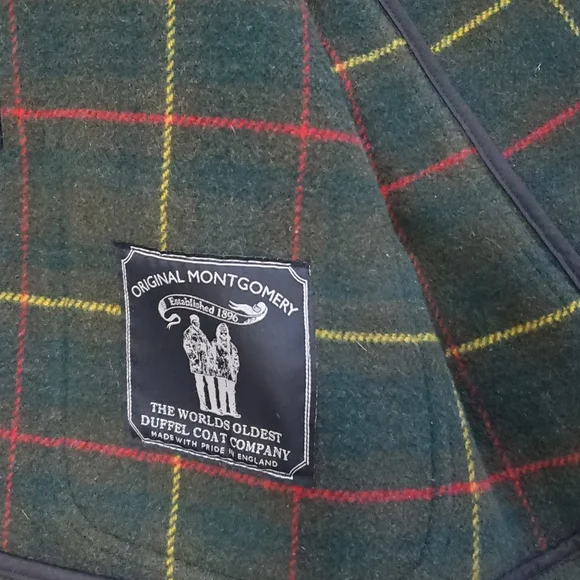 ORIGINAL MONTGOMERY
Established 1896
THE WORLDS OLDEST
DUFFEL COAT COMPANY
MADE WITH PRIDE IN ENGLAND